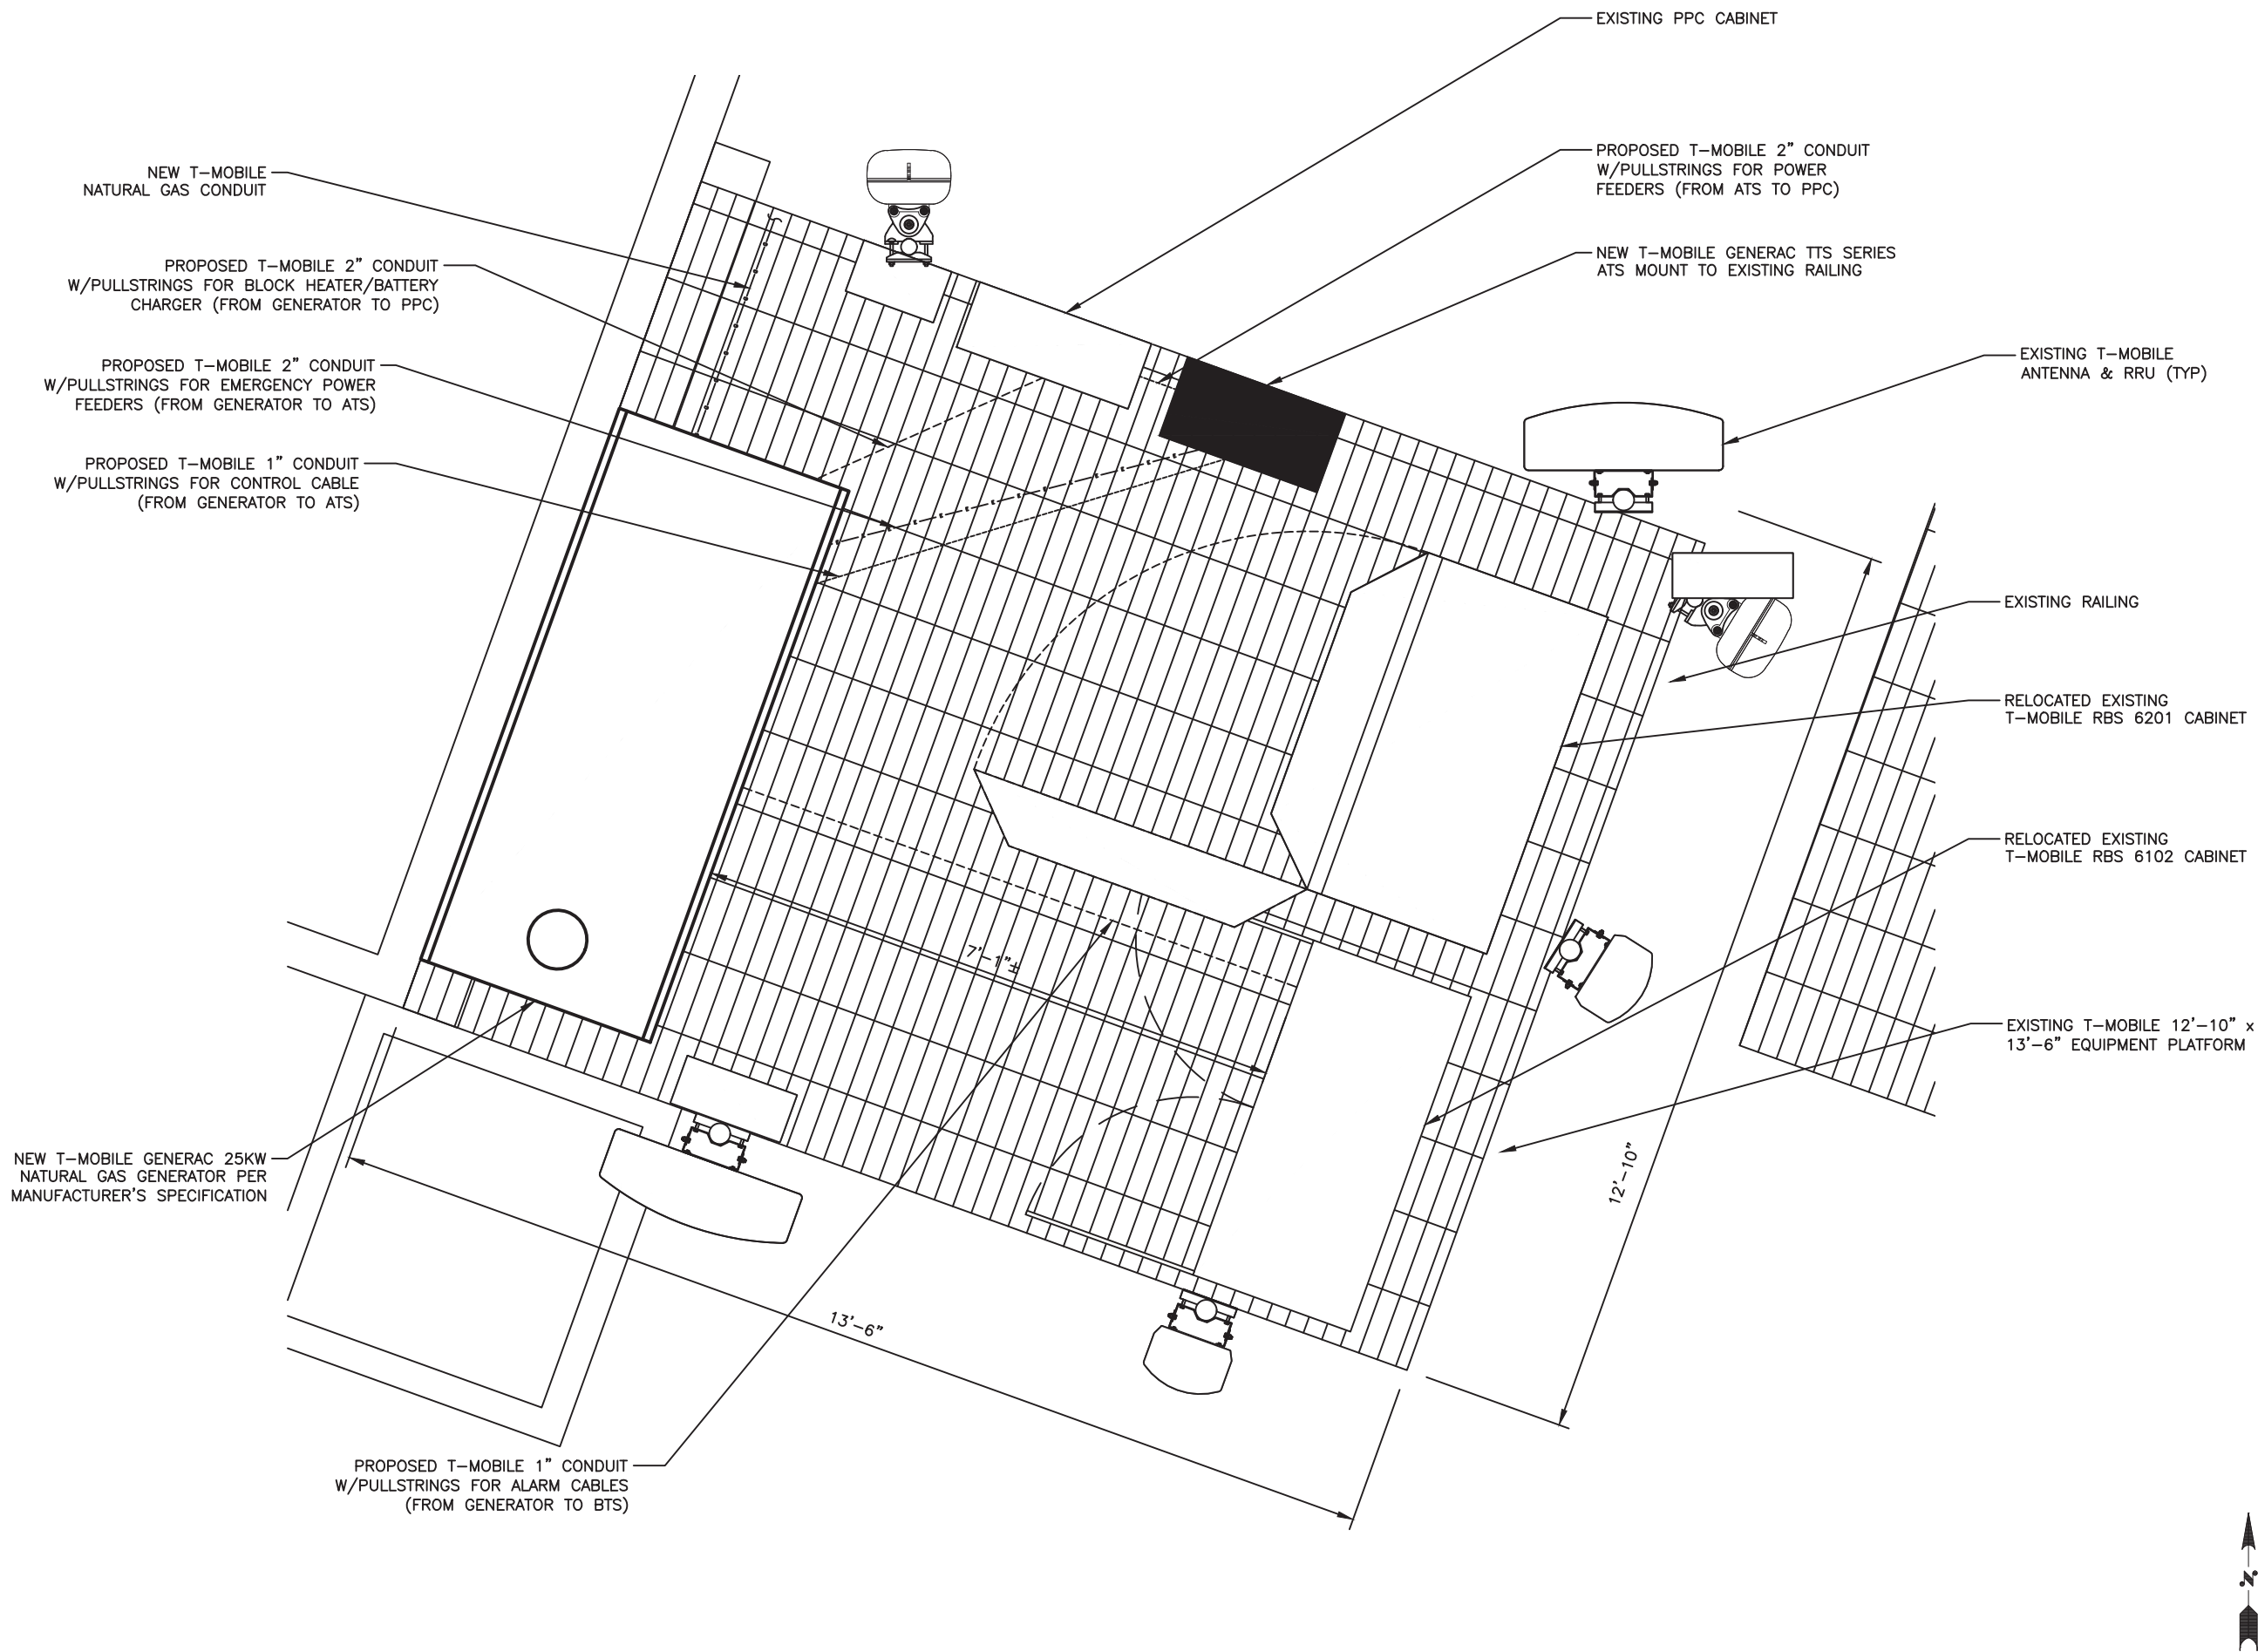 EXISTING PPC CABINET
PROPOSED T-MOBILE 2" CONDUIT
W/PULLSTRINGS FOR POWER
FEEDERS (FROM ATS TO PPC)
NEW T-MOBILE
NATURAL GAS CONDUIT
NEW T-MOBILE GENERAC TTS SERIES
ATS MOUNT TO EXISTING RAILING
PROPOSED T-MOBILE 2" CONDUIT
W/PULLSTRINGS FOR BLOCK HEATER/BATTERY
CHARGER (FROM GENERATOR TO PPC)
EXISTING T-MOBILE
ANTENNA & RRU (TYP)
PROPOSED T-MOBILE 2" CONDUIT
W/PULLSTRINGS FOR EMERGENCY POWER
FEEDERS (FROM GENERATOR TO ATS)
PROPOSED T-MOBILE 1" CONDUIT
W/PULLSTRINGS FOR CONTROL CABLE
(FROM GENERATOR TO ATS)
EXISTING RAILING
RELOCATED EXISTING
T-MOBILE RBS 6201 CABINET
RELOCATED EXISTING
T-MOBILE RBS 6102 CABINET
7'-1"±
EXISTING T-MOBILE 12'-10" x
13'-6" EQUIPMENT PLATFORM
NEW T-MOBILE GENERAC 25KW
NATURAL GAS GENERATOR PER
MANUFACTURER'S SPECIFICATION
12'-10"
13'-6"
PROPOSED T-MOBILE 1" CONDUIT
W/PULLSTRINGS FOR ALARM CABLES
(FROM GENERATOR TO BTS)
N